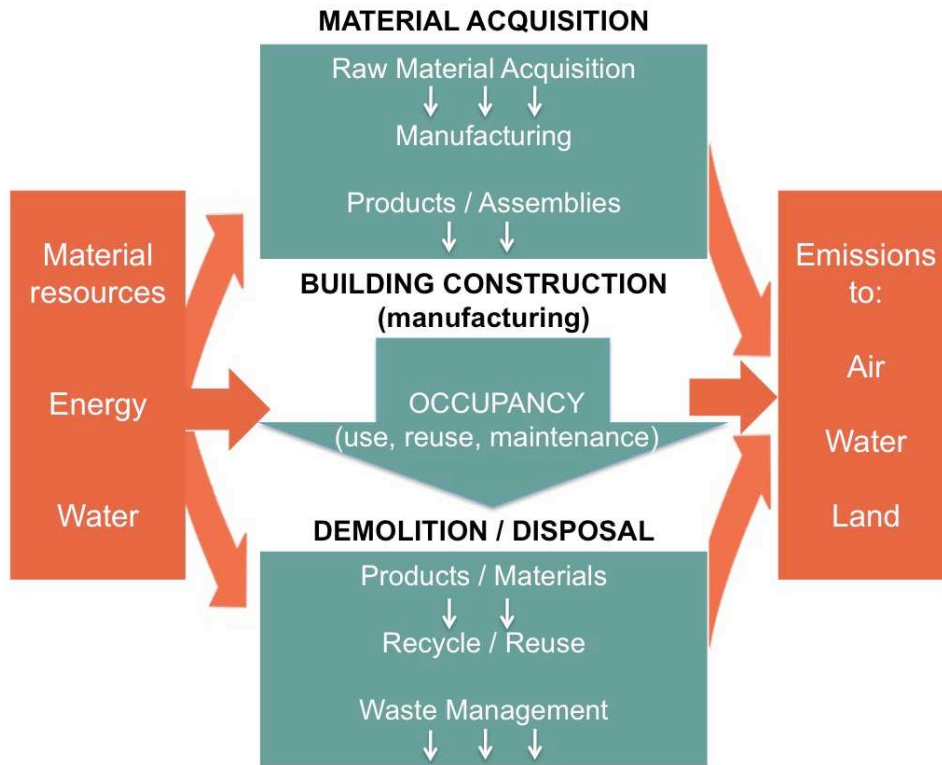 MATERIAL ACQUISITION
Raw Material Acquisition
Manufacturing
Products / Assemblies
Material
resources
Energy
Water
BUILDING CONSTRUCTION
(manufacturing)
OCCUPANCY
(use, reuse, maintenance)
Emissions
to:
Air
Water
Land
DEMOLITION / DISPOSAL
Products / Materials
Recycle / Reuse
Waste Management